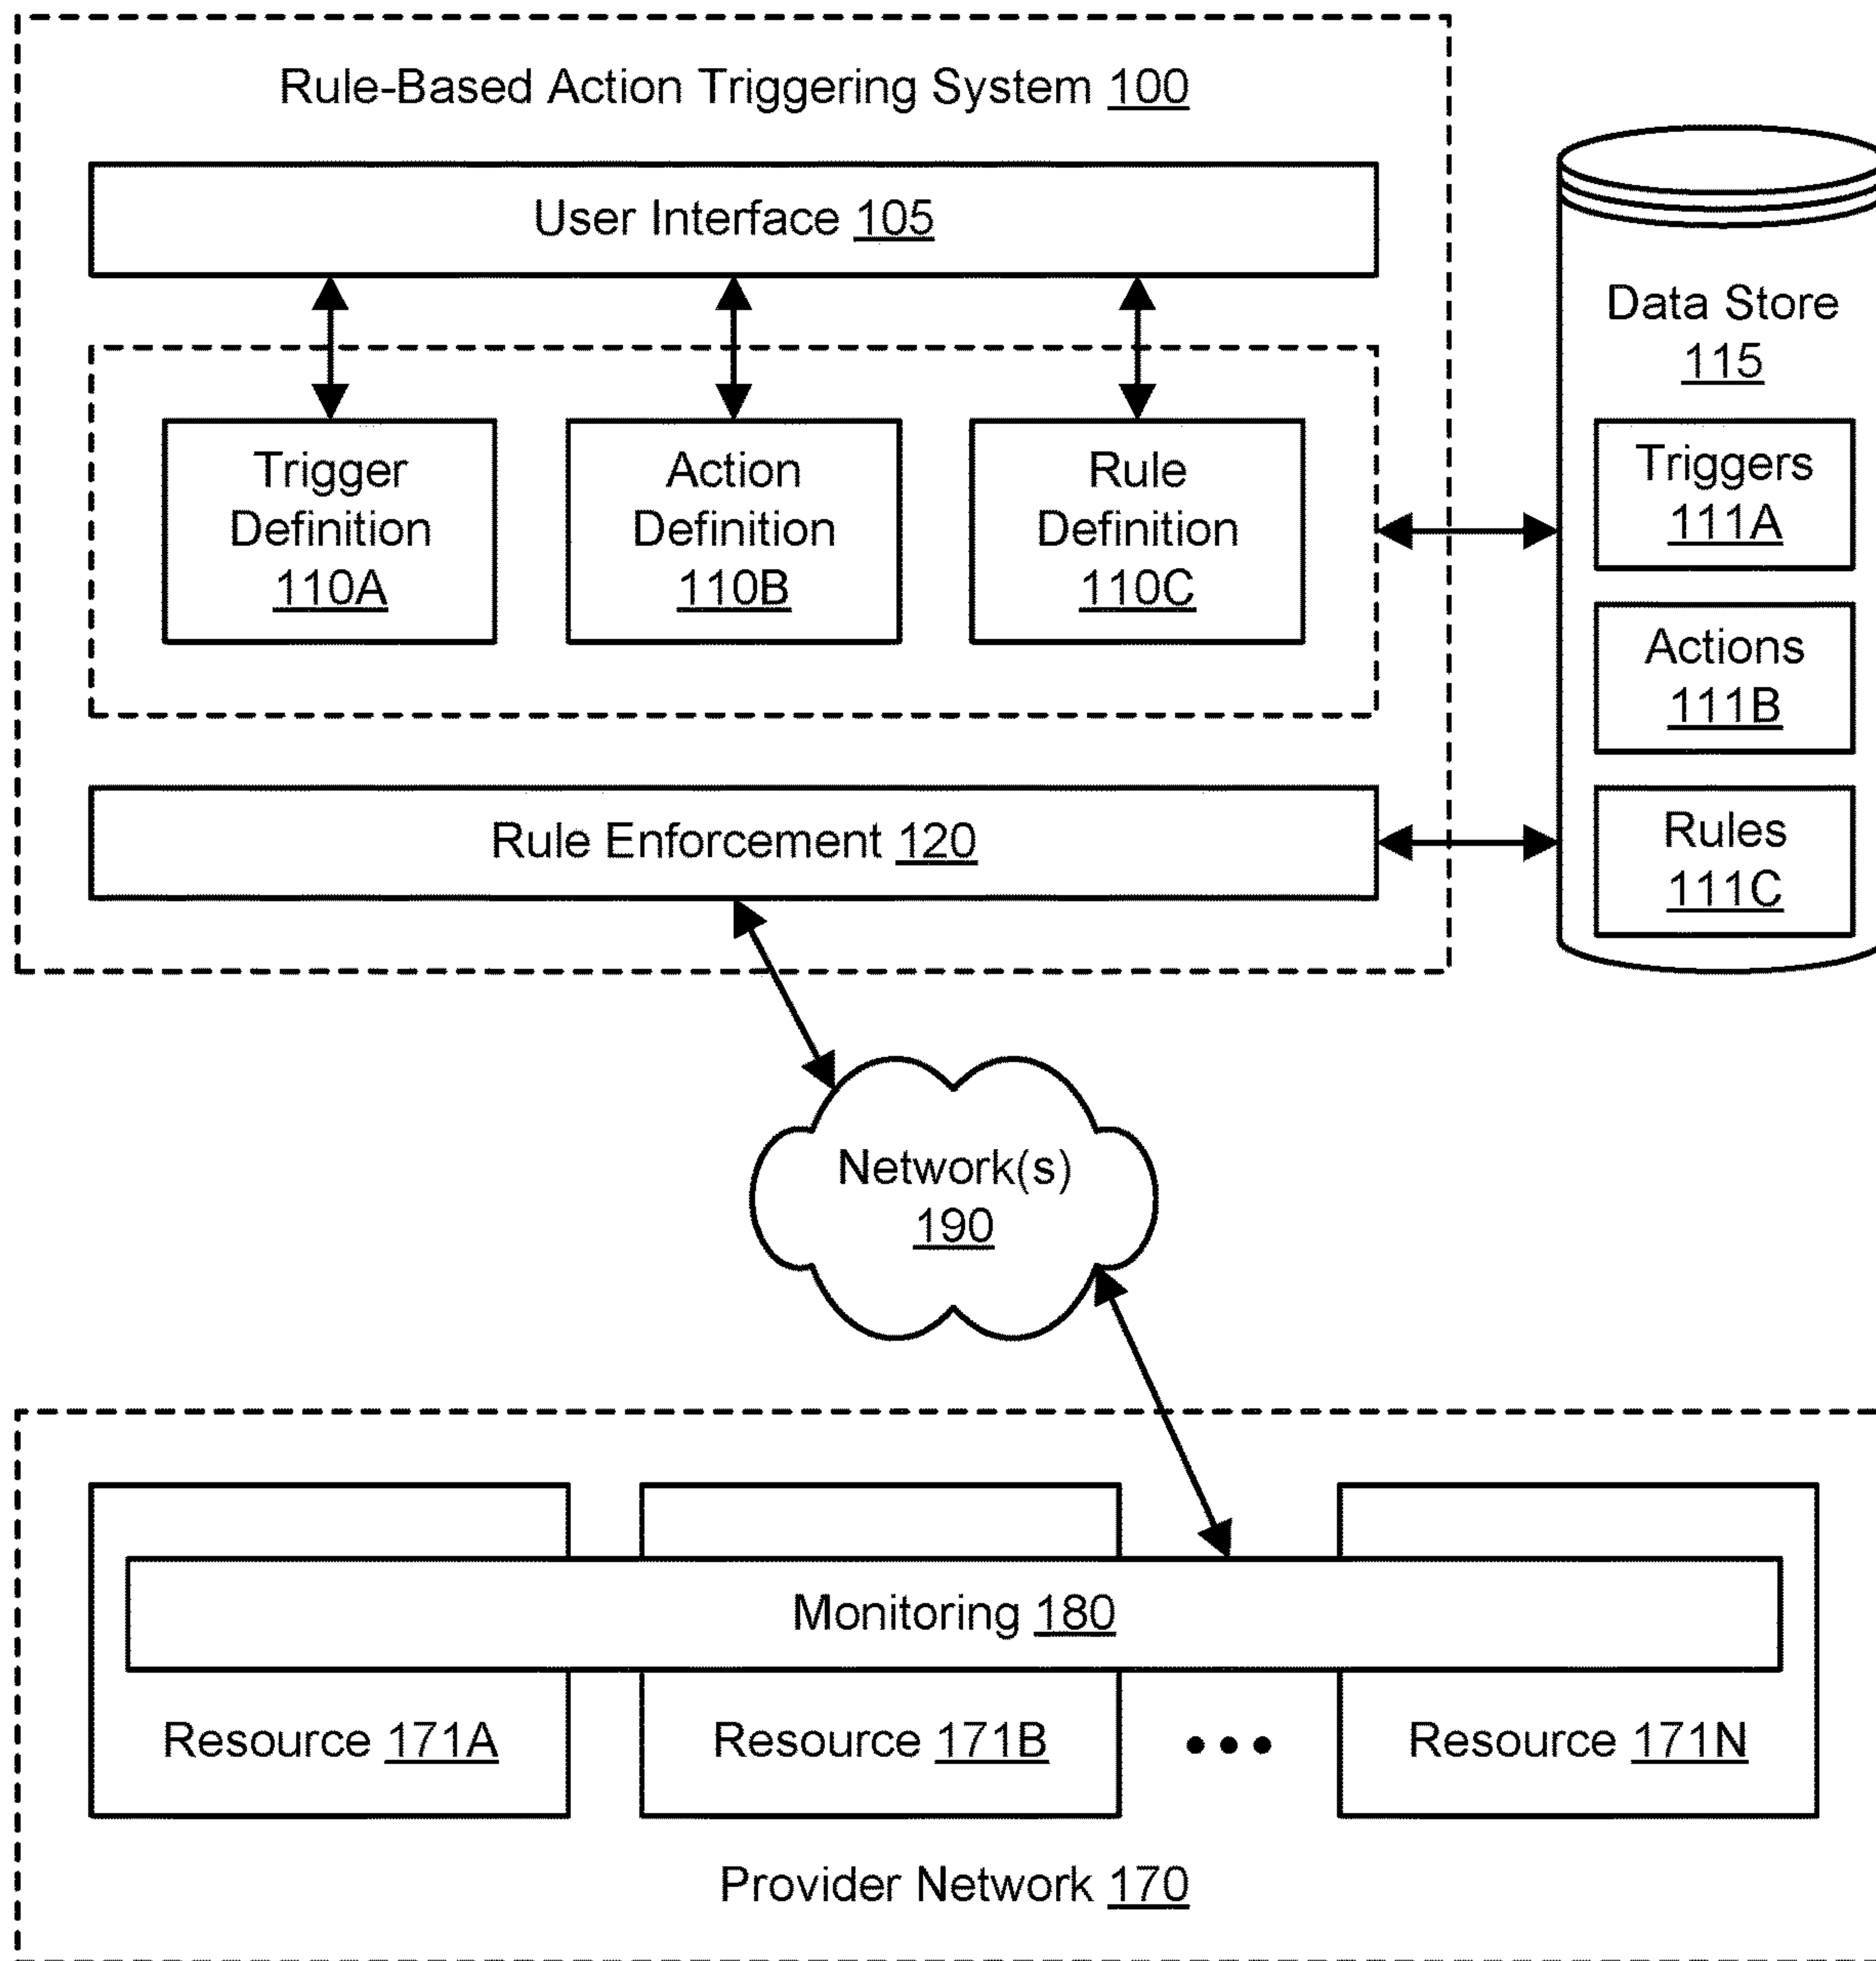 Rule-Based Action Triggering System 100
User Interface 105
Trigger
Definition
110A
Action
Definition
110B
Rule
Definition
110C
Rule Enforcement 120
Data Store
115
Triggers
111A
Actions
111B
Rules
111C
Network(s)
190
Monitoring 180
Resource 171A
Resource 171B
•••
Resource 171N
Provider Network 170